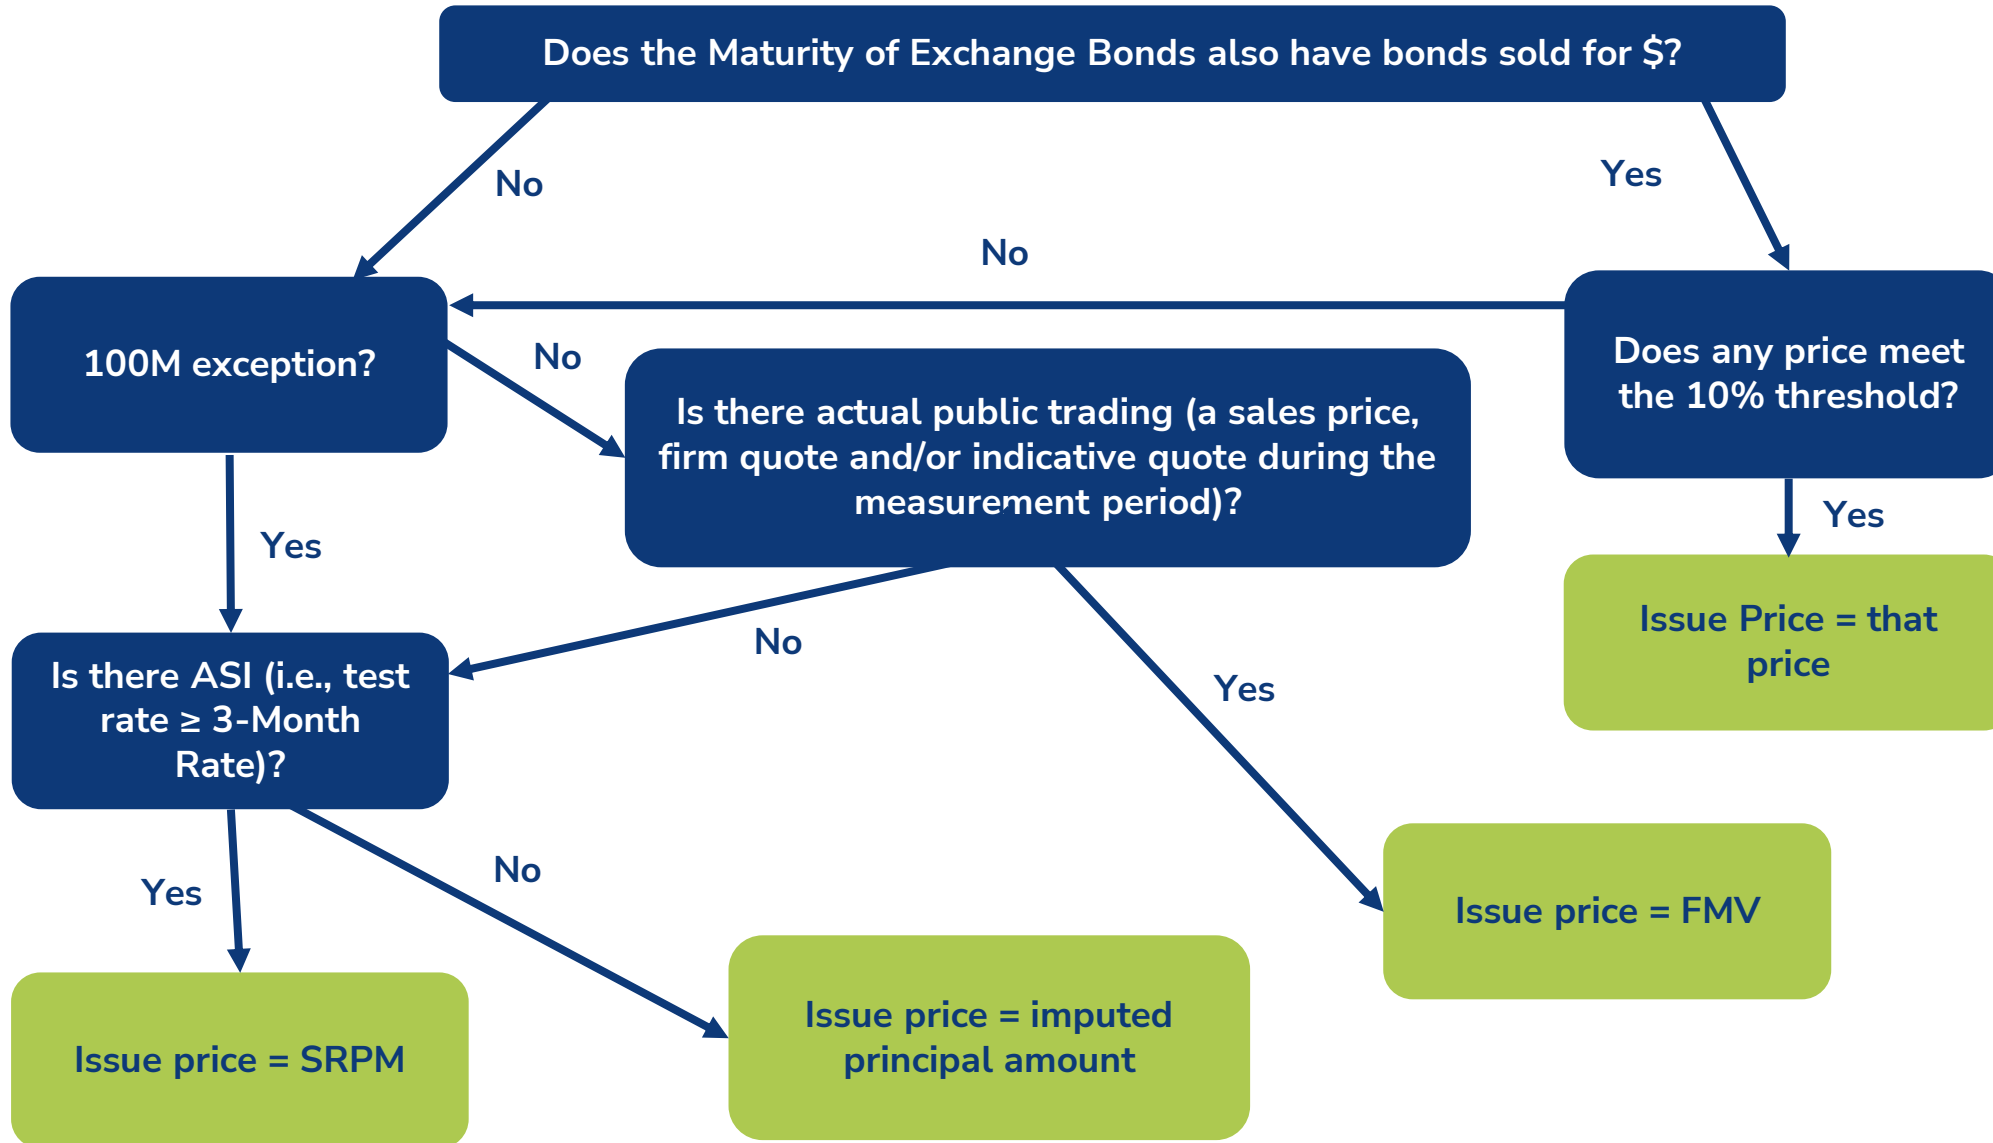 Does the Maturity of Exchange Bonds also have bonds sold for $?
No
Yes
No
100M exception?
No
Does any price meet
the 10% threshold?
Is there actual public trading (a sales price,
firm quote and/or indicative quote during the
measurement period)?
Yes
Yes
Issue Price = that
price
No
Is there ASI (i.e., test
rate ≥ 3-Month
Rate)?
Yes
No
Yes
Issue price = FMV
Issue price = imputed
principal amount
Issue price = SRPM